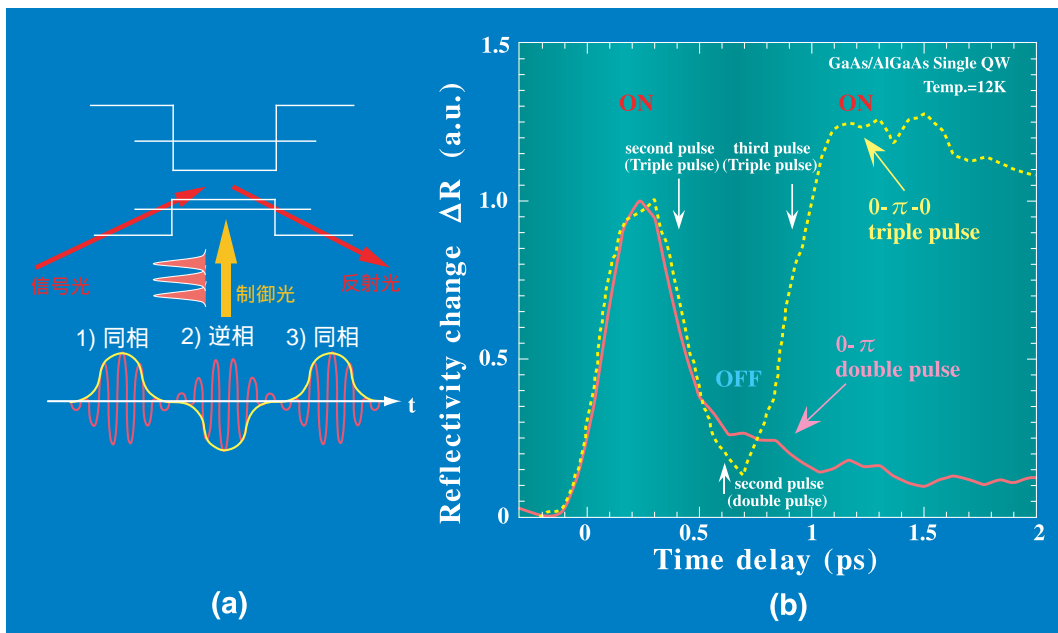 信号光
制御光
反射光
1) 同相
2) 逆相
3) 同相
t
(a)
Reflectivity change ΔR (a.u.)
1.5
1.0
0.5
0
GaAs/AlGaAs Single QW
Temp.=12K
ON
ON
second pulse
(Triple pulse)
third pulse
(Triple pulse)
0-π-0
triple pulse
OFF
0-π
double pulse
second pulse
(double pulse)
0
0.5
1.0
1.5
2
Time delay (ps)
(b)